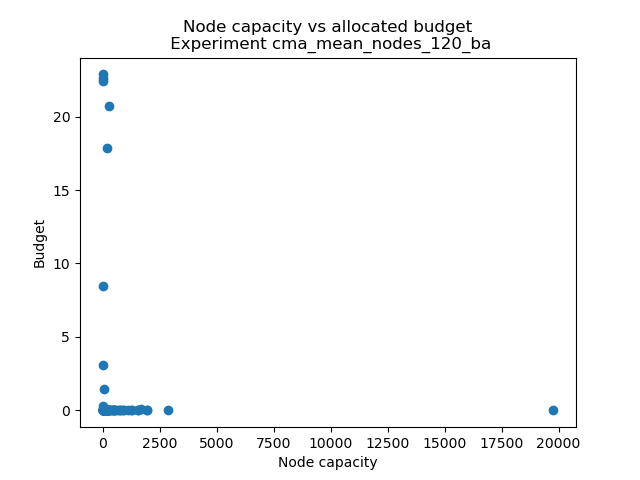 Node capacity vs allocated budget
Experiment cma_mean_nodes_120_ba
20
15
10
5
0
Budget
0 2500 5000 7500 10000 12500 15000 17500 20000
Node capacity